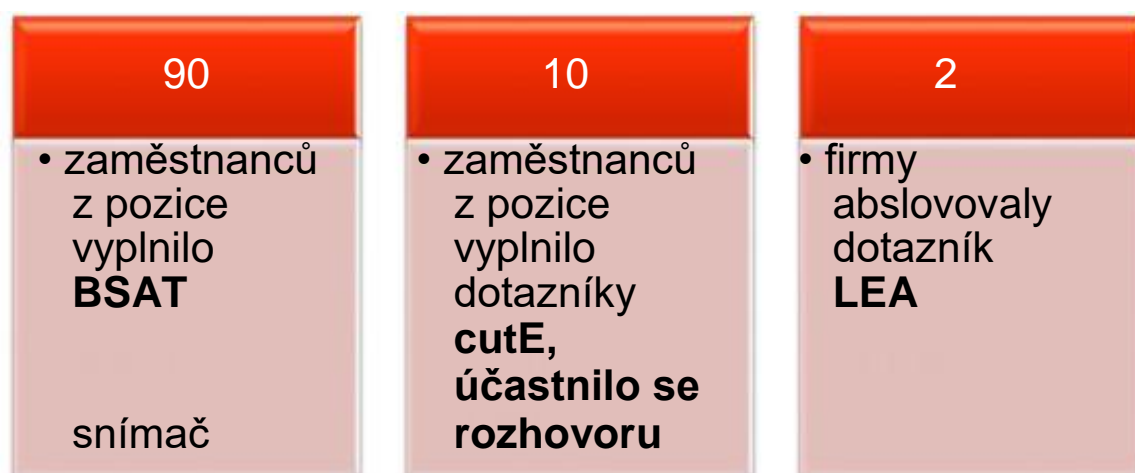 90
• zaměstnanců
z pozice
vyplnilo
BSAT
snímač
10
• zaměstnanců
z pozice
vyplnilo
dotazníky
cutE,
účastnilo se
rozhovoru
2
• firmy
abslovovaly
dotazník
LEA